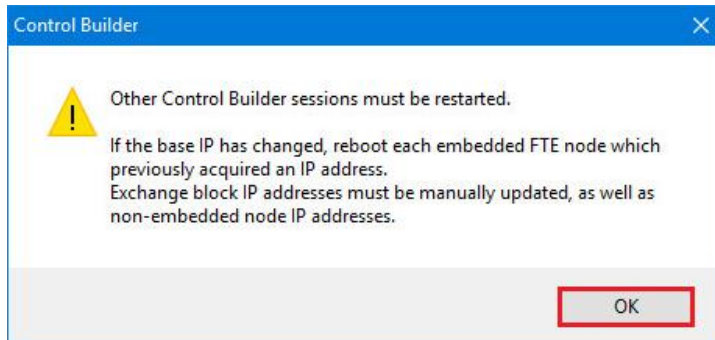 Control Builder
Other Control Builder sessions must be restarted.
If the base IP has changed, reboot each embedded FTE node which
previously acquired an IP address.
Exchange block IP addresses must be manually updated, as well as
non-embedded node IP addresses.
OK